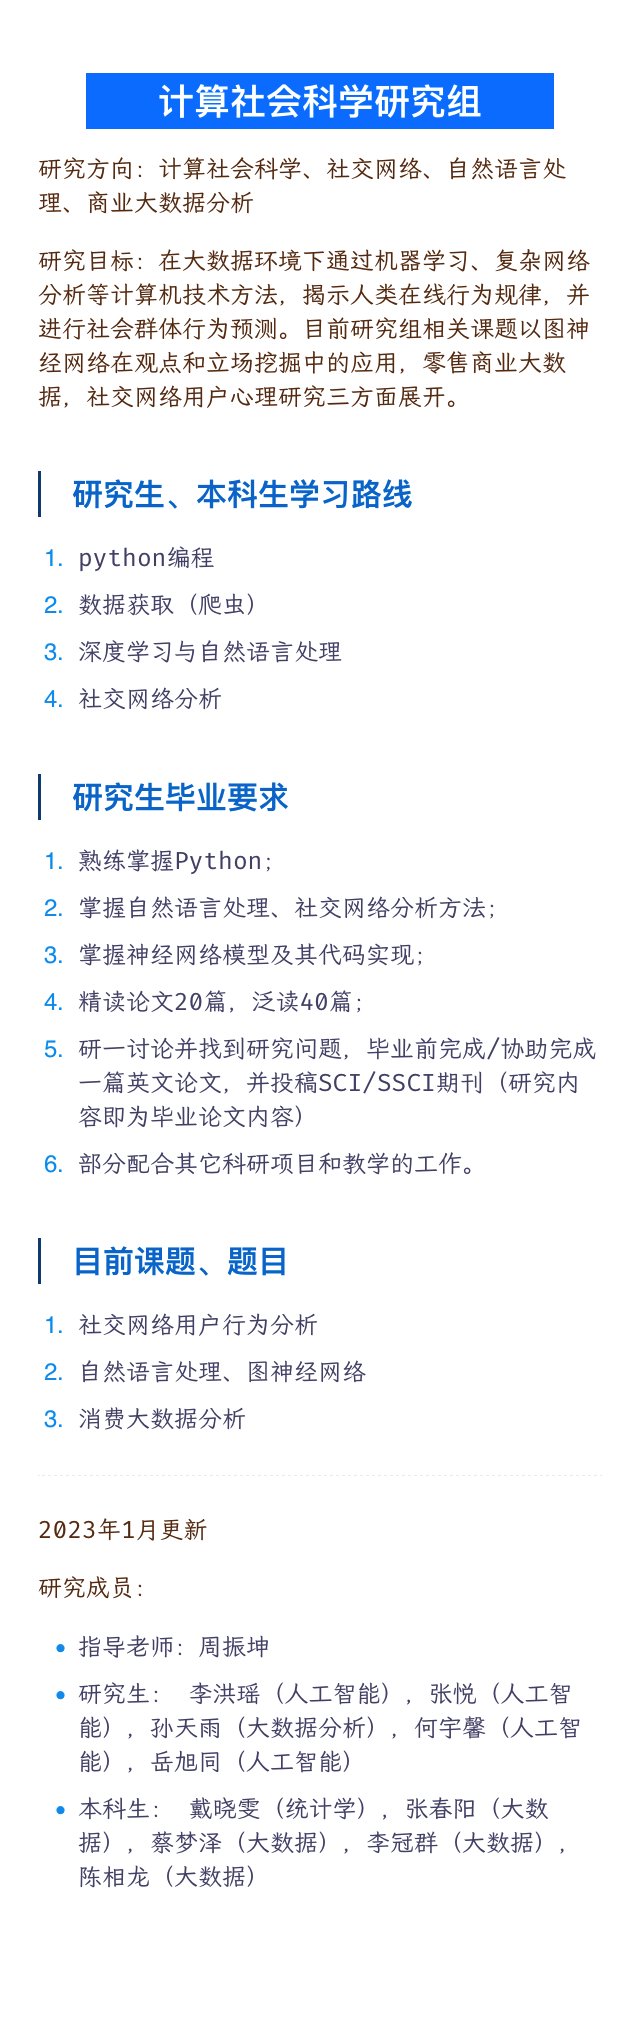 计算社会科学研究组
研究方向：计算社会科学、社交网络、自然语言处
理、商业大数据分析
研究目标：在大数据环境下通过机器学习、复杂网络
分析等计算机技术方法，揭示人类在线行为规律，并
进行社会群体行为预测。目前研究组相关课题以图神
经网络在观点和立场挖掘中的应用，零售商业大数
据，社交网络用户心理研究三方面展开。
研究生、本科生学习路线
1. python编程
2. 数据获取（爬虫）
3. 深度学习与自然语言处理
4. 社交网络分析
研究生毕业要求
1. 熟练掌握Python；
2. 掌握自然语言处理、社交网络分析方法；
3. 掌握神经网络模型及其代码实现；
4. 精读论文20篇，泛读40篇；
5. 研一讨论并找到研究问题，毕业前完成/协助完成
一篇英文论文，并投稿SCI/SSCI期刊（研究内
容即为毕业论文内容）
6. 部分配合其它科研项目和教学的工作。
目前课题、题目
1. 社交网络用户行为分析
2. 自然语言处理、图神经网络
3. 消费大数据分析
2023年1月更新
研究成员：
• 指导老师：周振坤
• 研究生： 李洪瑶（人工智能），张悦（人工智
能），孙天雨（大数据分析），何宇馨（人工智
能），岳旭同（人工智能）
• 本科生： 戴晓雯（统计学），张春阳（大数
据），蔡梦泽（大数据），李冠群（大数据），
陈相龙（大数据）